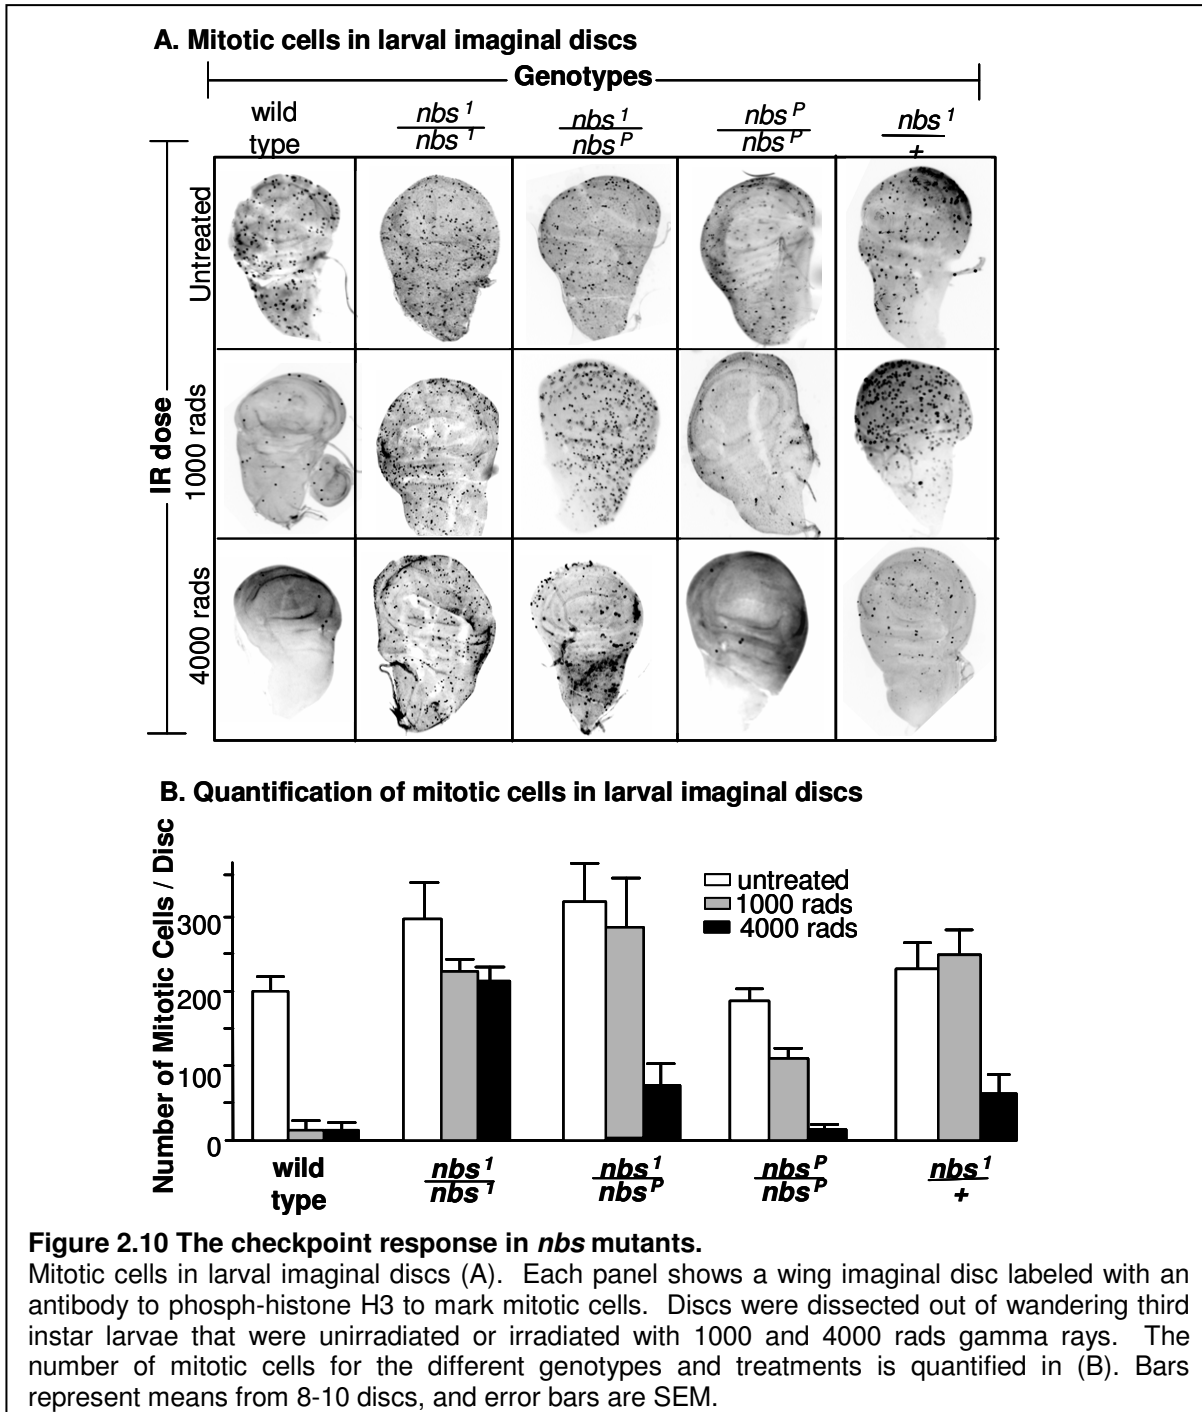 A. Mitotic cells in larval imaginal discs
Genotypes
wild type
nbs 1 / nbs 1
nbs 1 / nbs P
nbs P / nbs P
nbs 1 / +
IR dose
Untreated
1000 rads
4000 rads
B. Quantification of mitotic cells in larval imaginal discs
Number of Mitotic Cells / Disc
300
200
100
0
untreated
1000 rads
4000 rads
wild type
nbs 1 / nbs 1
nbs 1 / nbs P
nbs P / nbs P
nbs 1 / +
Figure 2.10 The checkpoint response in nbs mutants.
Mitotic cells in larval imaginal discs (A). Each panel shows a wing imaginal disc labeled with an
antibody to phosph-histone H3 to mark mitotic cells. Discs were dissected out of wandering third
instar larvae that were unirradiated or irradiated with 1000 and 4000 rads gamma rays. The
number of mitotic cells for the different genotypes and treatments is quantified in (B). Bars
represent means from 8-10 discs, and error bars are SEM.